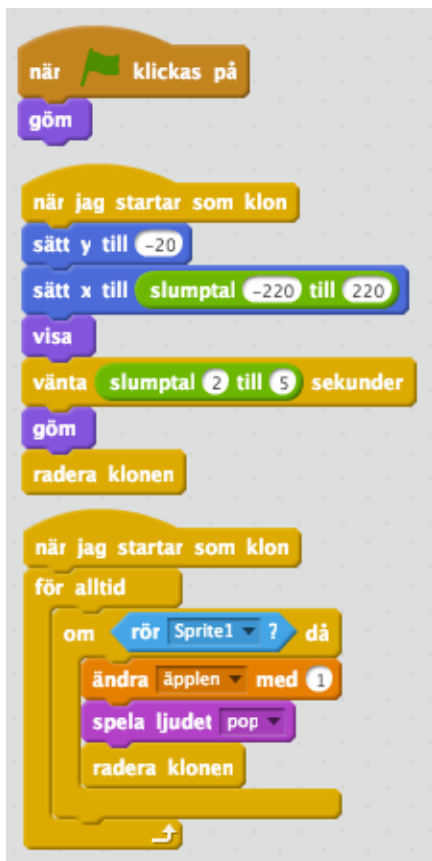 när klickas på
göm
när jag startar som klon
sätt y till -20
sätt x till slumptal -220 till 220
visa
vänta slumptal 2 till 5 sekunder
göm
radera klonen
när jag startar som klon
för alltid
om rör Sprite1 ? då
ändra äpplen med 1
spela ljudet pop
radera klonen